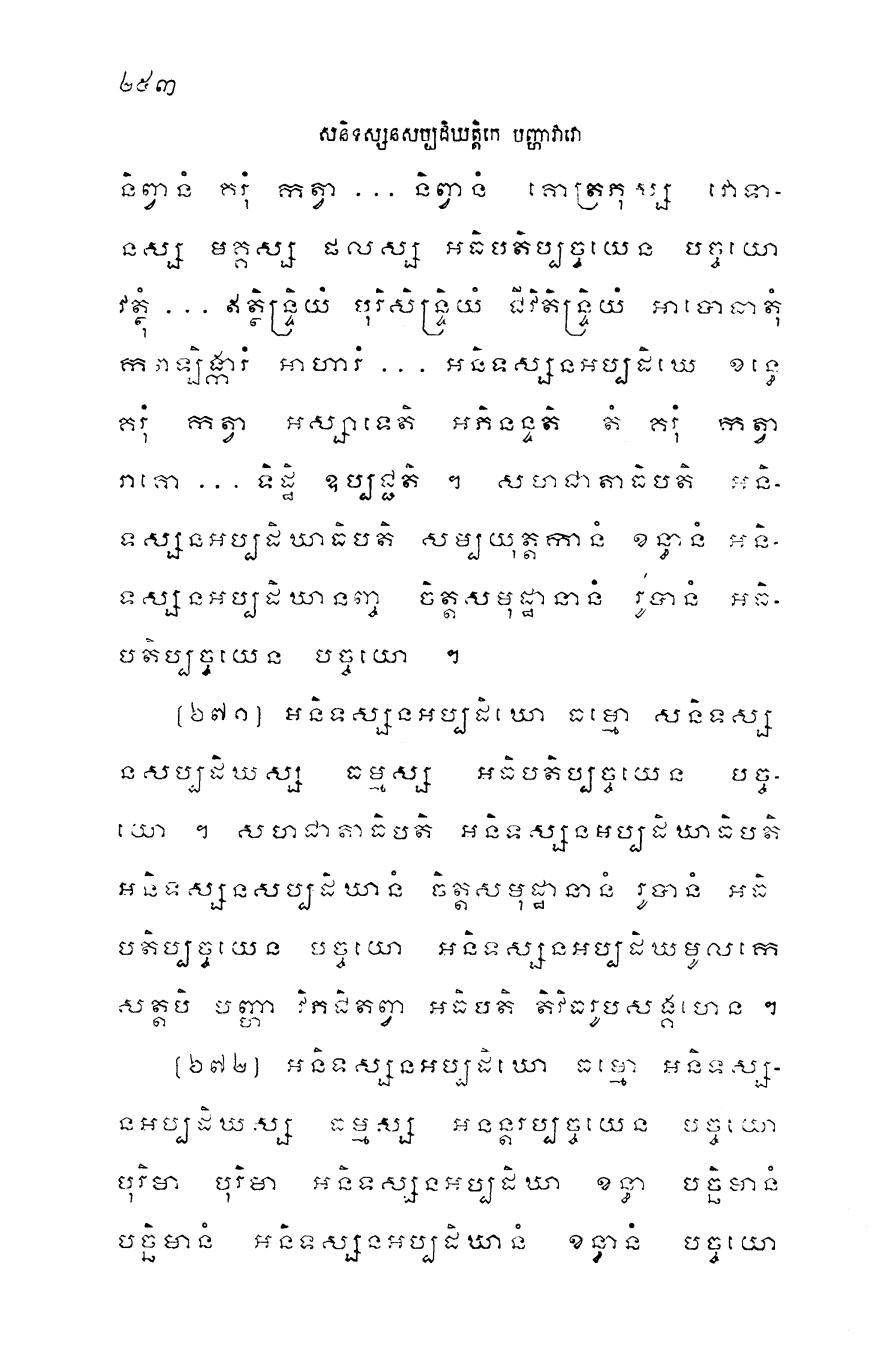 ២៥៣
សនិទស្សនសប្បដិឃត្តិកេ បញ្ហាវារោ
និព្វានំ គរុំ កត្វា ... និព្វានំ គោត្រភុស្ស វោទា-
នស្ស មគ្គស្ស ផលស្ស អធិបតិប្បច្ចយេន បច្ចយោ
វត្ថុំ ... ឥត្ថិន្ទ្រិយំ បុរិសិន្ទ្រិយំ ជីវិតិន្ទ្រិយំ អាបោធាតុំ
កពឡិង្ការំ អាហារំ ... អនិទស្សនអប្បដិឃេ ខន្ធេ
គរុំ កត្វា អស្សាទេតិ អភិនន្ទតិ តំ គរុំ កត្វា
រាគោ ... ទិដ្ឋិ ឧប្បជ្ជតិ ។ សហជាតាធិបតិ អនិ-
ទស្សនអប្បដិឃាធិបតិ សម្បយុត្តកានំ ខន្ធានំ អនិ-
ទស្សនអប្បដិឃានញ្ច ចិត្តសមុដ្ឋានានំ រូបានំ អធិ-
បតិប្បច្ចយេន បច្ចយោ ។
[៦៧១] អនិទស្សនអប្បដិឃោ ធម្មោ សនិទស្ស
នសប្បដិឃស្ស ធម្មស្ស អធិបតិប្បច្ចយេន បច្ច-
យោ ។ សហជាតាធិបតិ អនិទស្សនអប្បដិឃាធិបតិ
អនិទស្សនសប្បដិឃានំ ចិត្តសមុដ្ឋានានំ រូបានំ អធិ
បតិប្បច្ចយេន បច្ចយោ អនិទស្សនអប្បដិឃមូលកេ
សត្តបិ បញ្ហា វិភជិតព្វា អធិបតិ តិវិធរូបសង្គហេន ។
[៦៧២] អនិទស្សនអប្បដិឃោ ធម្មោ អនិទស្ស-
នអប្បដិឃស្ស ធម្មស្ស អនន្តរប្បច្ចយេន បច្ចយោ
បុរិមា បុរិមា អនិទស្សនអប្បដិឃា ខន្ធា បច្ឆិមានំ
បច្ឆិមានំ អនិទស្សនអប្បដិឃានំ ខន្ធានំ បច្ចយោ